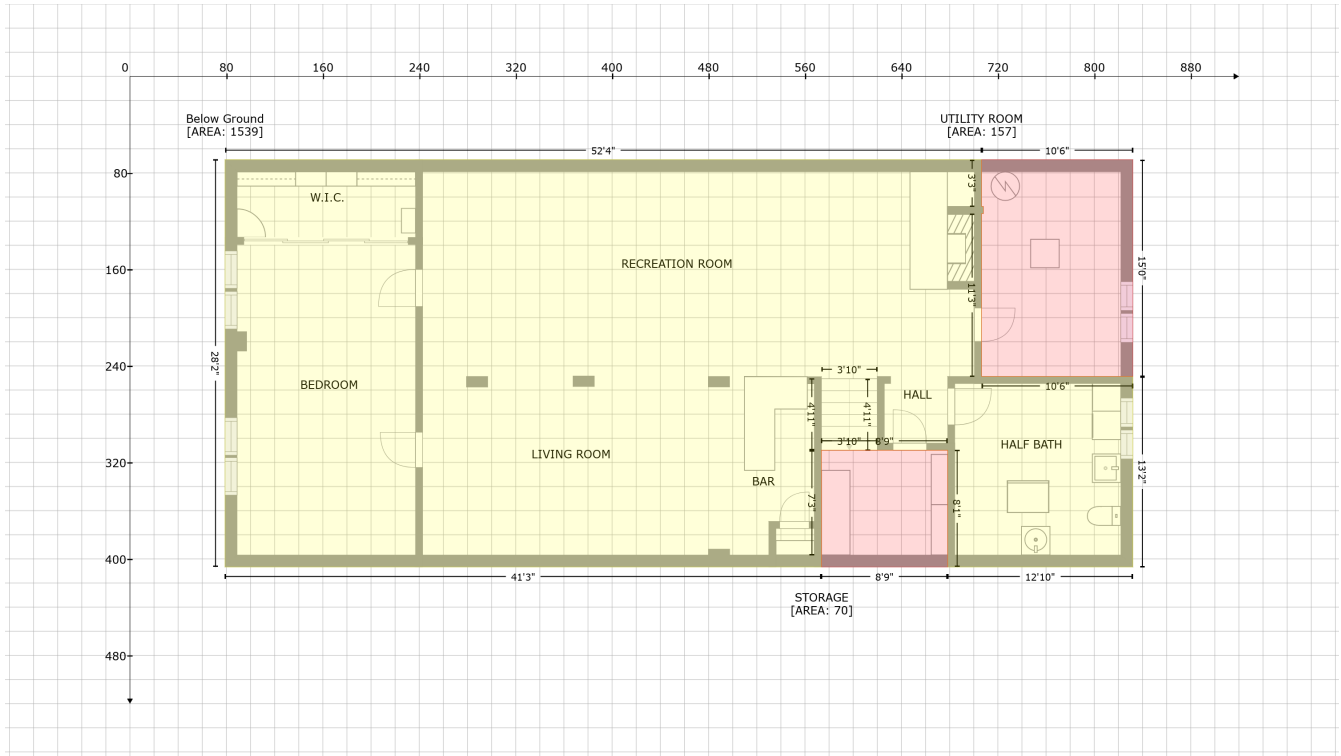 0 80 160 240 320 400 480 560 640 720 800 880
Below Ground
[AREA: 1539]
UTILITY ROOM
[AREA: 157]
52'4"
10'6"
80
W.I.C.
3'3"
160
RECREATION ROOM
15'0"
11'3"
240
28'2"
3'10"
BEDROOM
10'6"
HALL
4'11"
4'11"
3'10"
8'9"
HALF BATH
LIVING ROOM
320
13'2"
BAR
7'3"
8'1"
400
41'3"
8'9"
12'10"
STORAGE
[AREA: 70]
480